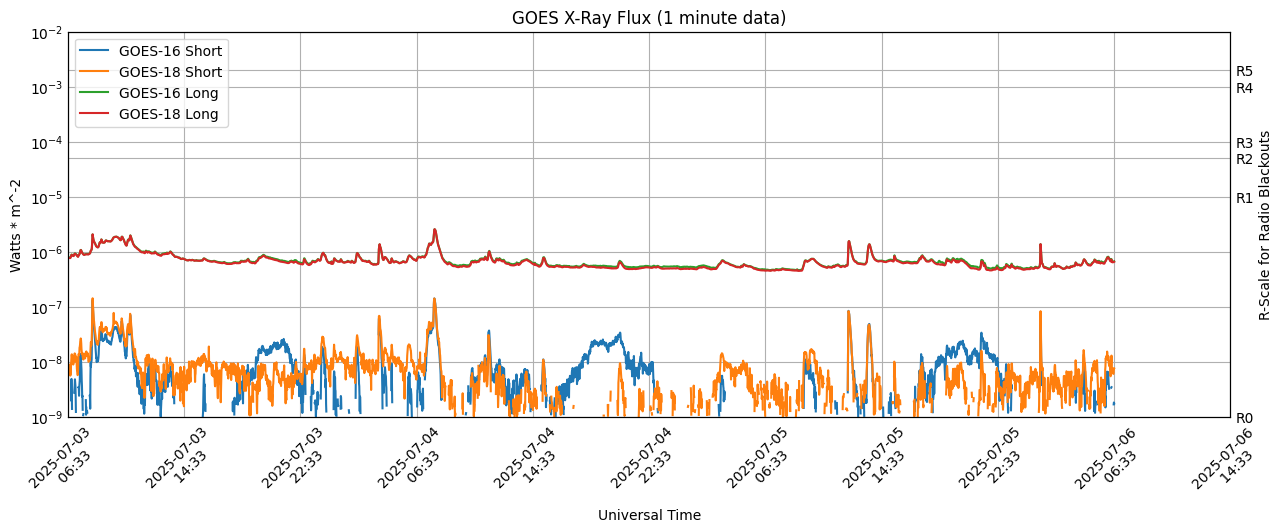 GOES X-Ray Flux (1 minute data)
GOES-16 Short
GOES-18 Short
GOES-16 Long
GOES-18 Long
10^-2
10^-3
10^-4
10^-5
10^-6
10^-7
10^-8
10^-9
Watts * m^-2
R5
R4
R3
R2
R1
R0
R-Scale for Radio Blackouts
2025-07-03
06:33
2025-07-03
14:33
2025-07-03
22:33
2025-07-04
06:33
2025-07-04
14:33
2025-07-04
22:33
2025-07-05
06:33
2025-07-05
14:33
2025-07-05
22:33
2025-07-06
06:33
2025-07-06
14:33
Universal Time